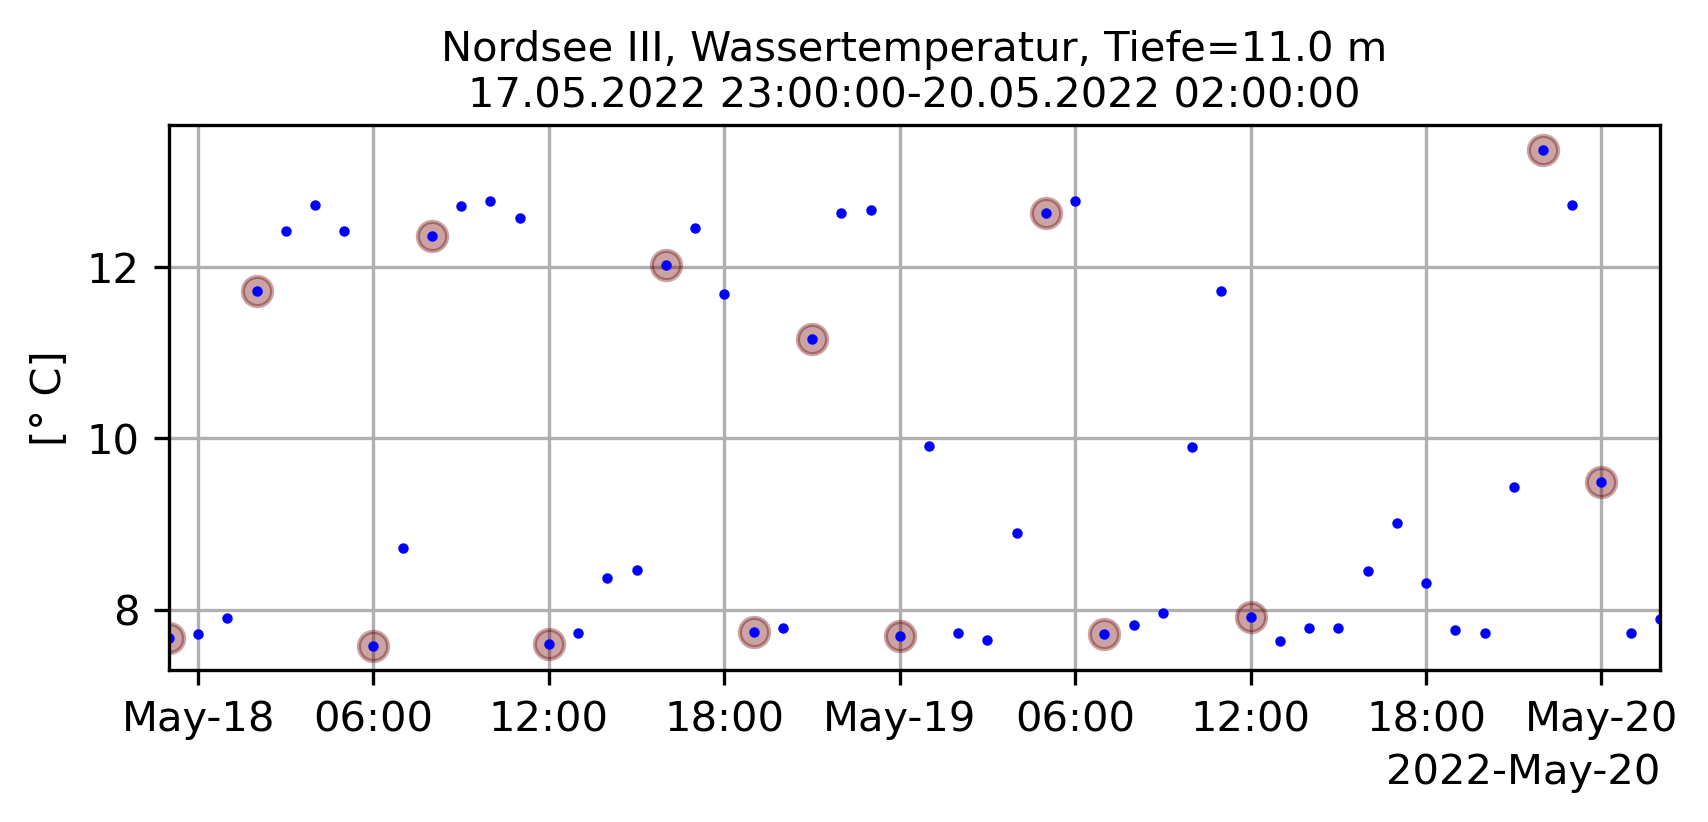 Nordsee III, Wassertemperatur, Tiefe=11.0 m
17.05.2022 23:00:00-20.05.2022 02:00:00
[° C]
12
10
8
May-18 06:00 12:00 18:00 May-19 06:00 12:00 18:00 May-20
2022-May-20